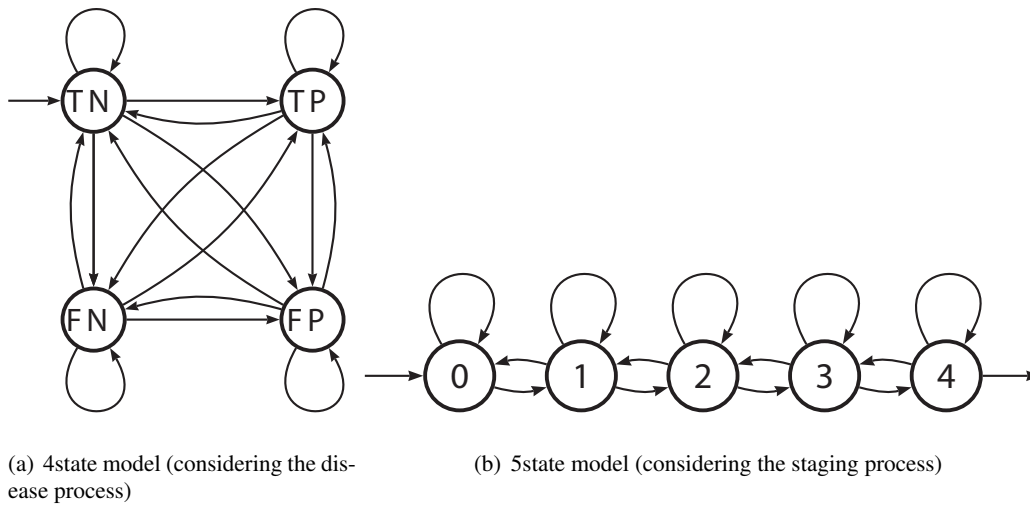 TN TP
FN FP
0 1 2 3 4
(a) 4state model (considering the dis-
ease process)
(b) 5state model (considering the staging process)